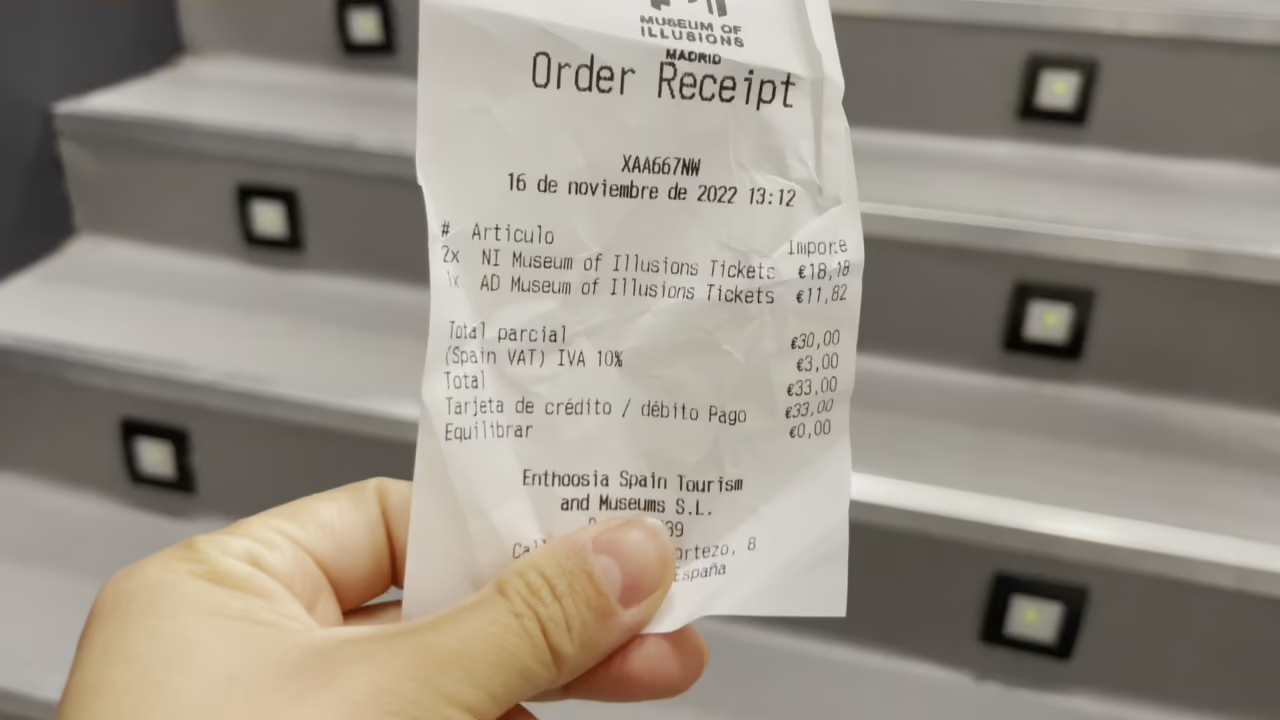 MUSEUM OF
ILLUSIONS
MADRID
Order Receipt
XAA667NW
16 de noviembre de 2022 13:12
# Articulo Importe
2x NI Museum of Illusions Tickets €18,18
1x AD Museum of Illusions Tickets €11,82
Total parcial €30,00
(Spain VAT) IVA 10% €3,00
Total €33,00
Tarjeta de crédito / débito Pago €33,00
Equilibrar €0,00
Enthoosia Spain Tourism
and Museums S.L.
8
España